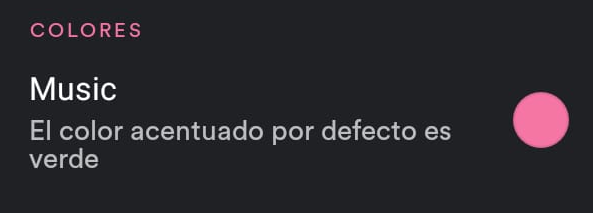 COLORES
Music
El color acentuado por defecto es
verde